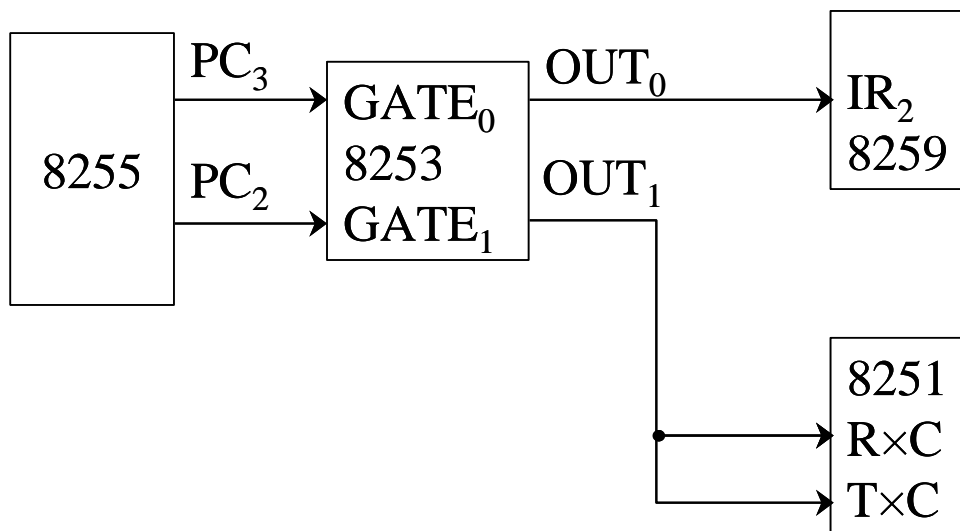 8255
PC₃
PC₂
GATE₀
8253
GATE₁
OUT₀
OUT₁
IR₂
8259
8251
R×C
T×C